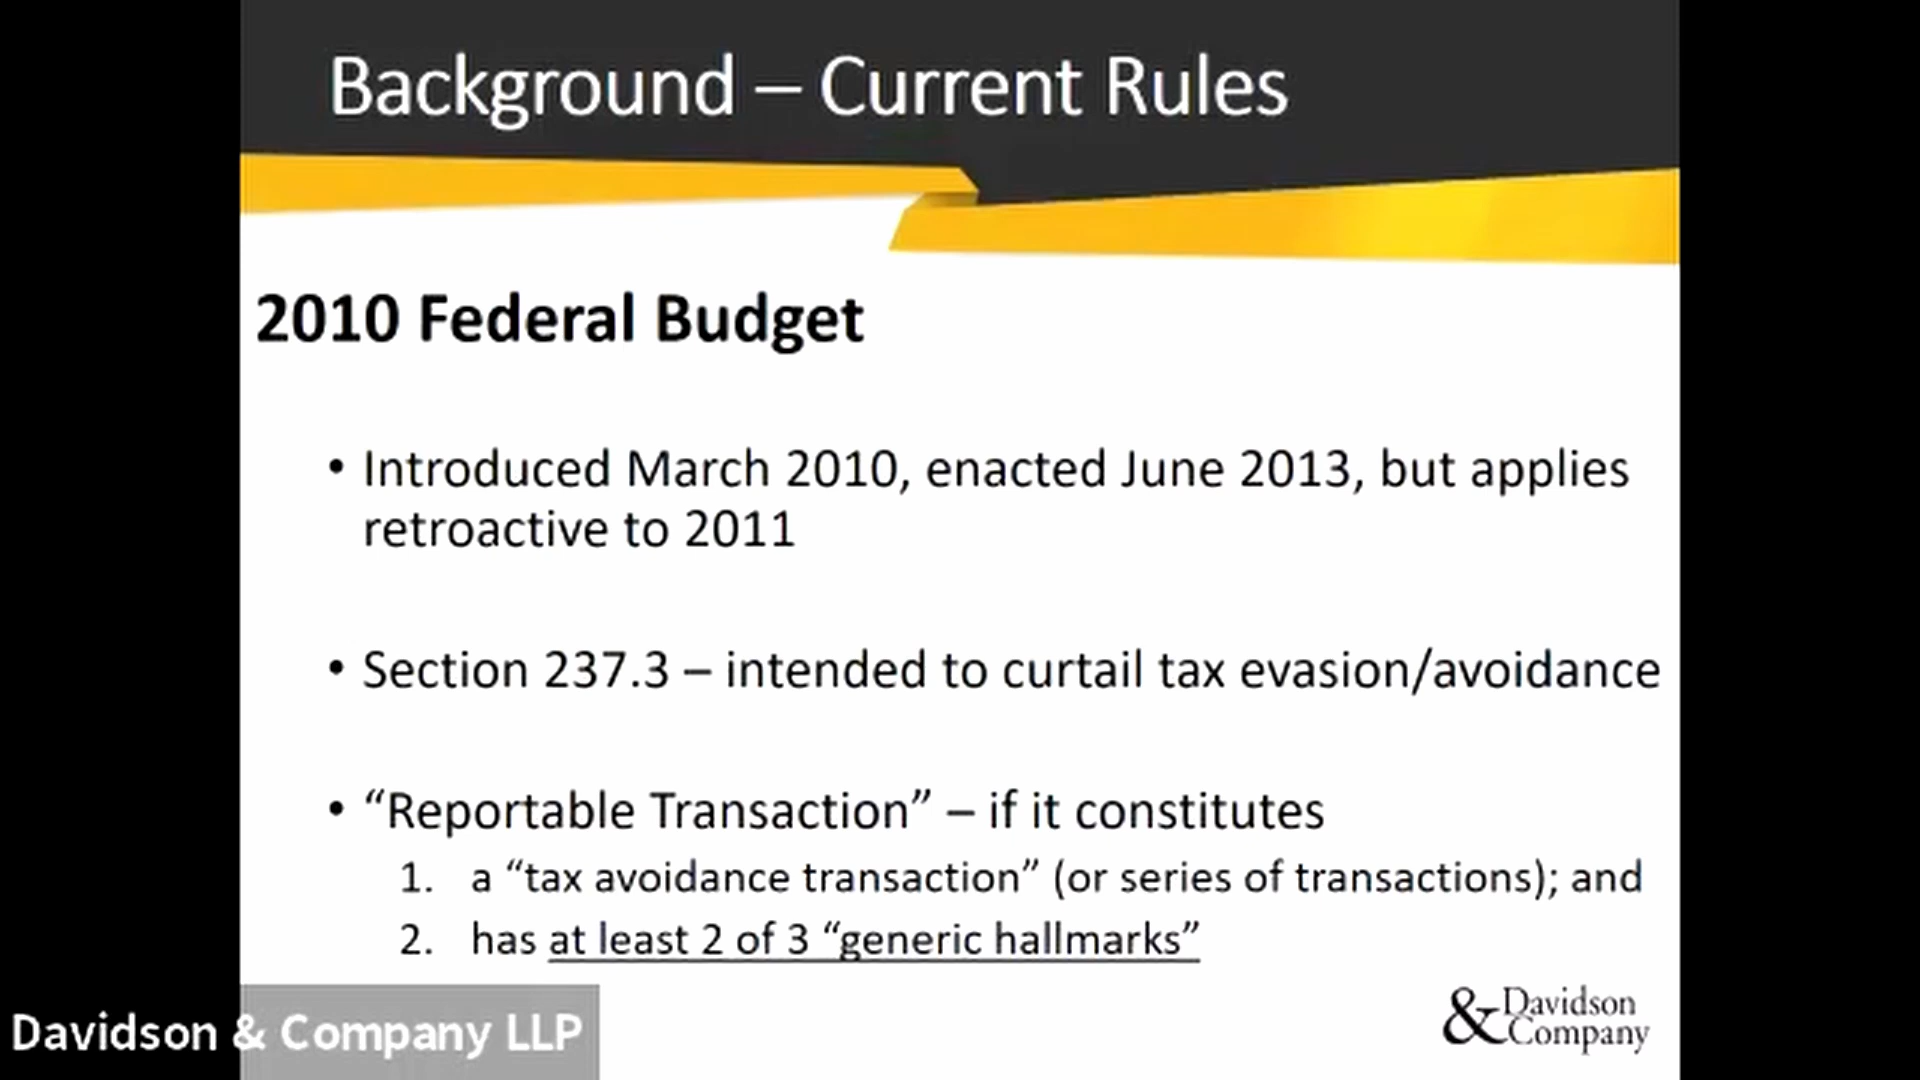 Background – Current Rules
2010 Federal Budget
• Introduced March 2010, enacted June 2013, but applies
retroactive to 2011
• Section 237.3 – intended to curtail tax evasion/avoidance
• “Reportable Transaction” – if it constitutes
1. a “tax avoidance transaction” (or series of transactions); and
2. has at least 2 of 3 “generic hallmarks”
Davidson & Company LLP
& Davidson
Company